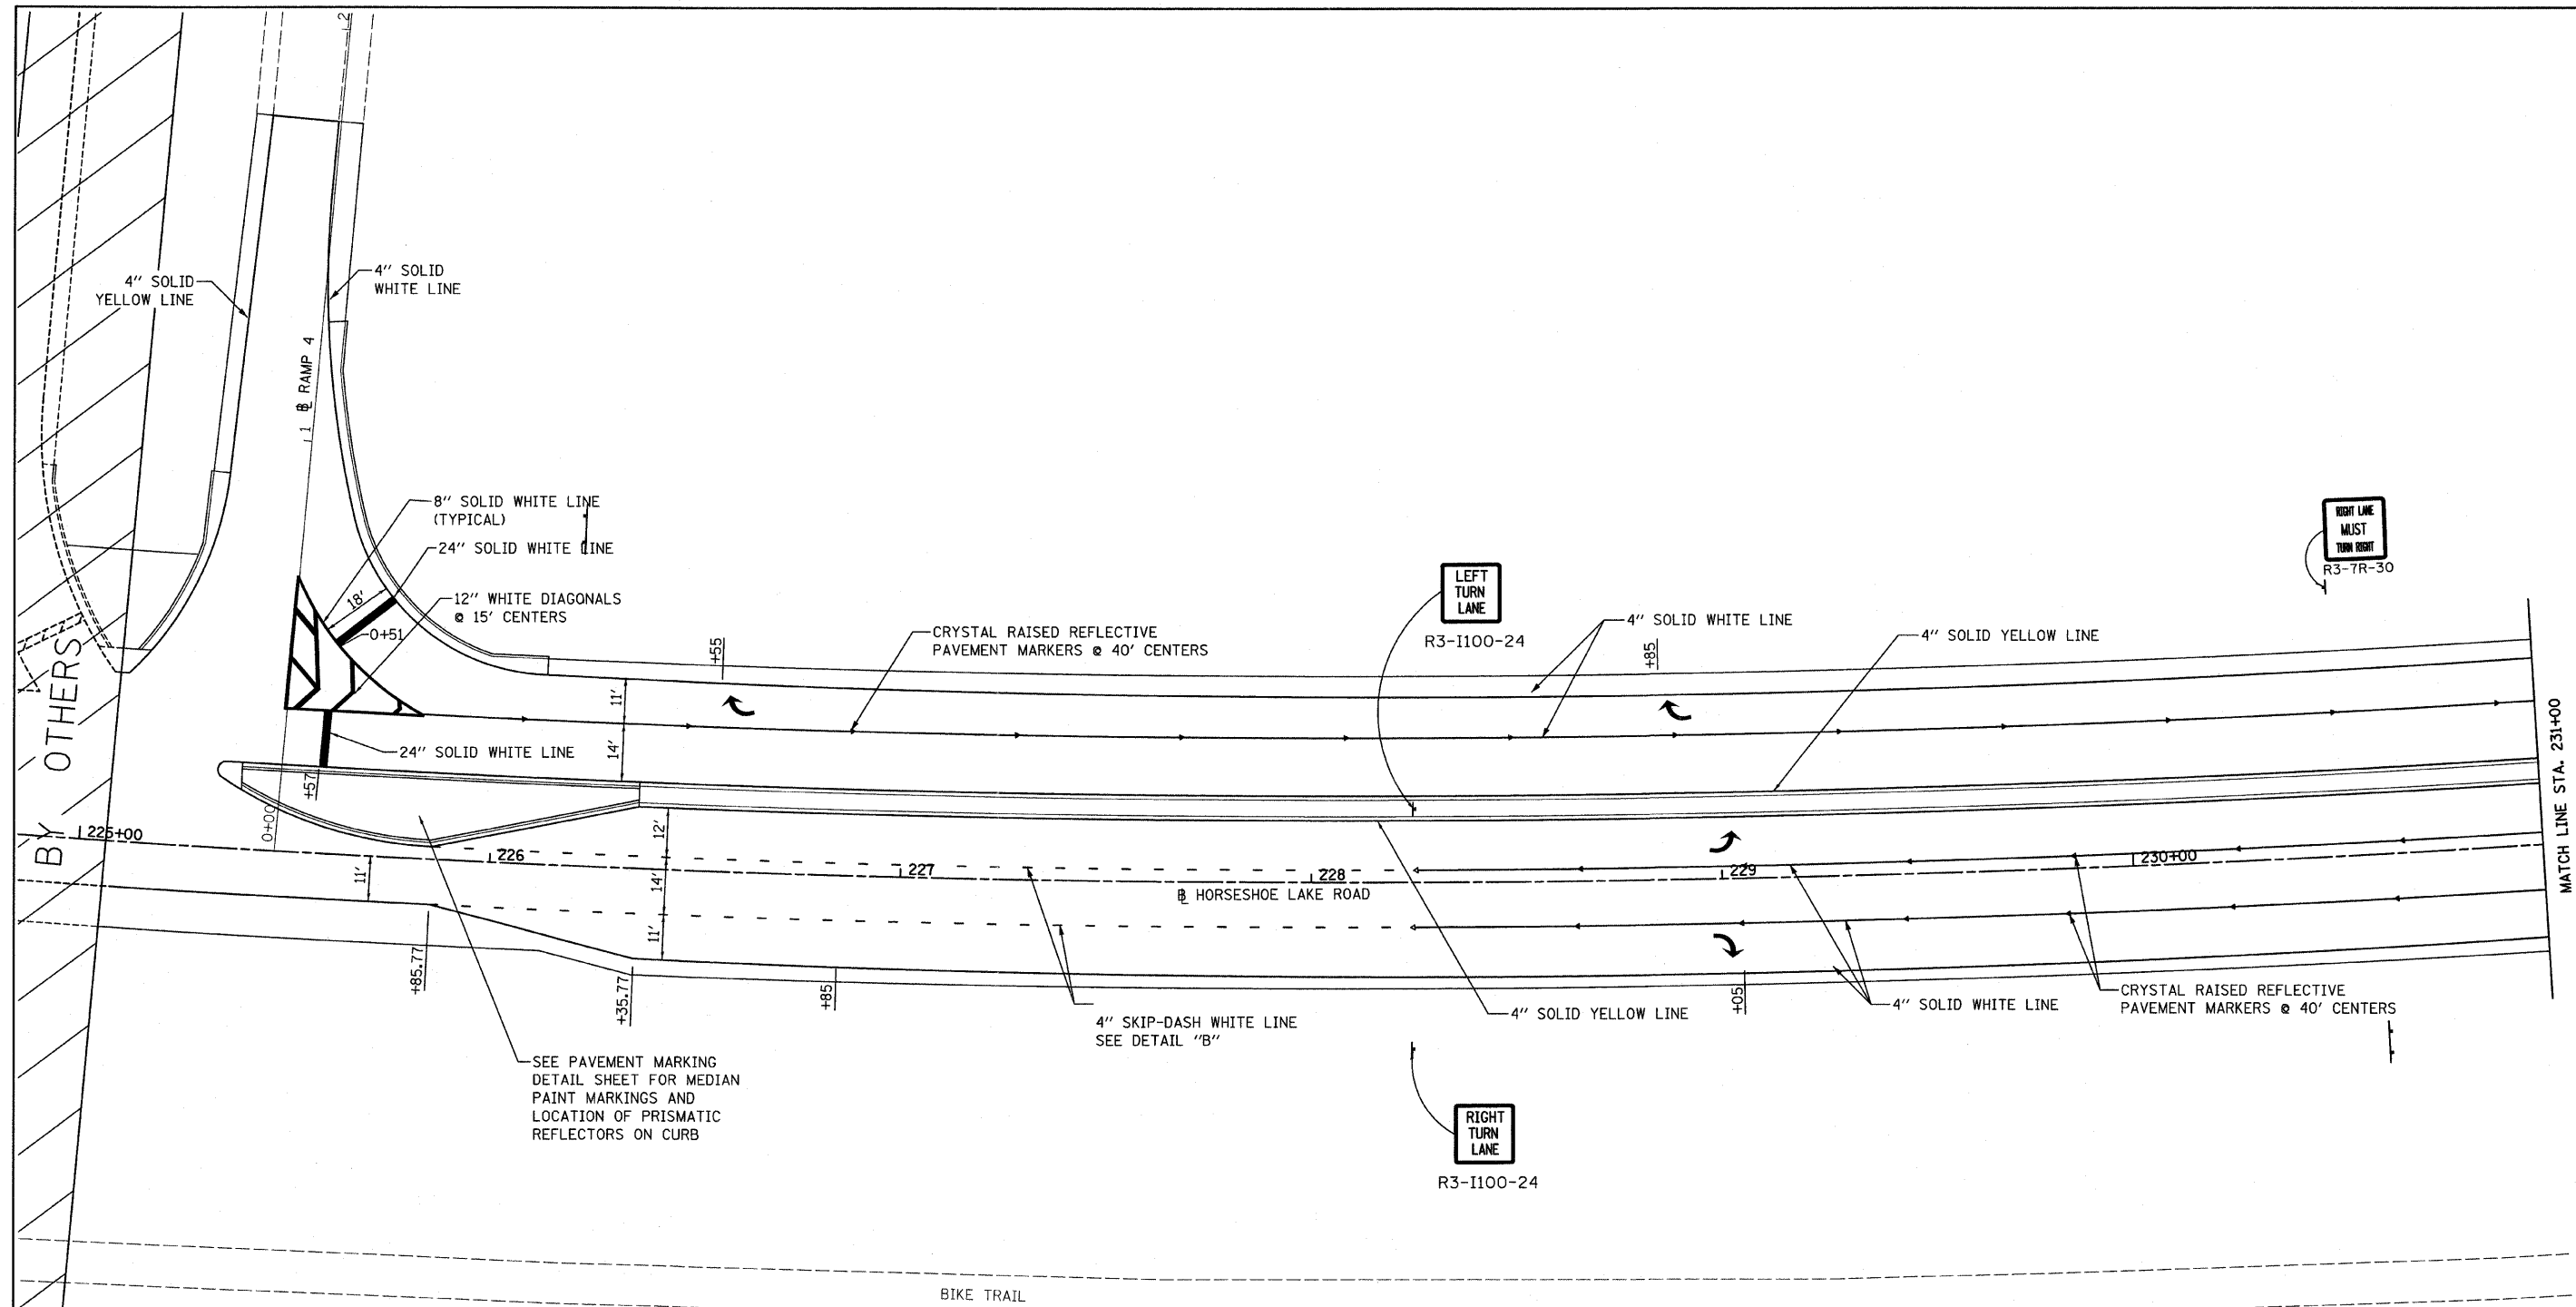 2
4" SOLID
YELLOW LINE
4" SOLID
WHITE LINE
1 ℄ RAMP 4
8" SOLID WHITE LINE
(TYPICAL)
24" SOLID WHITE LINE
18'
0+51
12" WHITE DIAGONALS
@ 15' CENTERS
24" SOLID WHITE LINE
+57
0+00
BY OTHERS
CRYSTAL RAISED REFLECTIVE
PAVEMENT MARKERS @ 40' CENTERS
+55
11'
14'
LEFT
TURN
LANE
R3-I100-24
4" SOLID WHITE LINE
+85
4" SOLID YELLOW LINE
RIGHT LANE
MUST
TURN RIGHT
R3-7R-30
MATCH LINE STA. 231+00
225+00
226
227
228
229
230+00
11'
12'
14'
11'
℄ HORSESHOE LAKE ROAD
+85.77
+35.77
+85
+05
4" SKIP-DASH WHITE LINE
SEE DETAIL "B"
4" SOLID YELLOW LINE
4" SOLID WHITE LINE
CRYSTAL RAISED REFLECTIVE
PAVEMENT MARKERS @ 40' CENTERS
SEE PAVEMENT MARKING
DETAIL SHEET FOR MEDIAN
PAINT MARKINGS AND
LOCATION OF PRISMATIC
REFLECTORS ON CURB
RIGHT
TURN
LANE
R3-I100-24
BIKE TRAIL